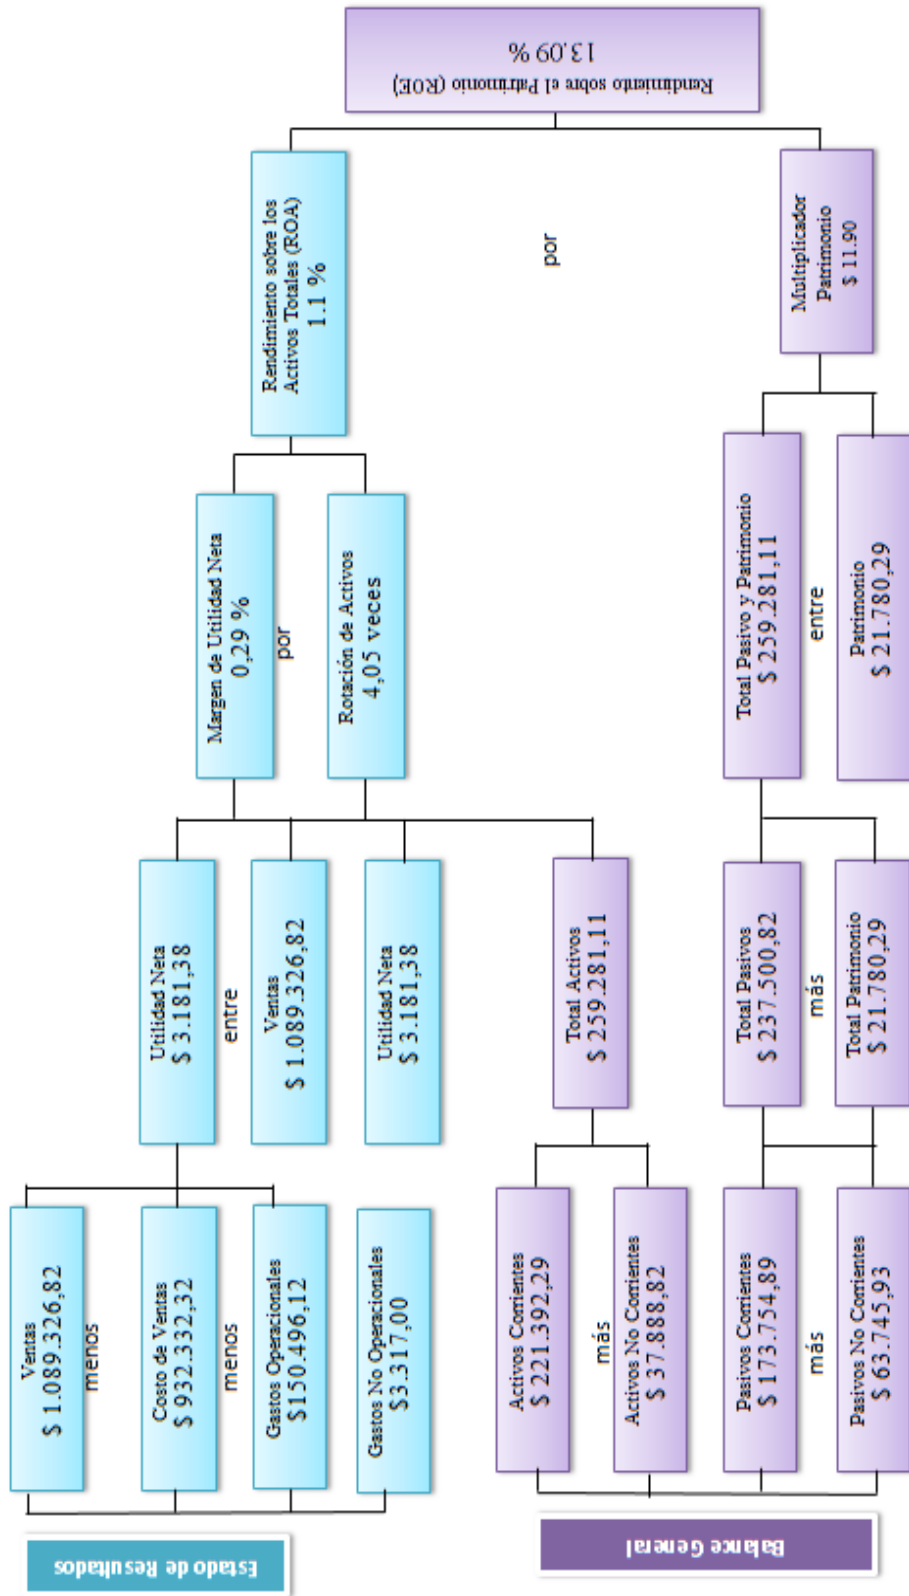 Estado de Resultados
Ventas
$ 1.089.326,82
menos
Costo de Ventas
$ 932.332,32
menos
Gastos Operacionales
$150.496,12
Gastos No Operacionales
$3.317,00
Utilidad Neta
$ 3.181,38
entre
Ventas
$ 1.089.326,82
Utilidad Neta
$ 3.181,38
Margen de Utilidad Neta
0,29 %
por
Rotación de Activos
4,05 veces
Rendimiento sobre los
Activos Totales (ROA)
1.1 %
por
Rendimiento sobre el Patrimonio (ROE)
13.09 %
Balance General
Activos Corrientes
$ 221.392,29
más
Activos No Corrientes
$ 37.888,82
Total Activos
$ 259.281,11
Pasivos Corrientes
$ 173.754,89
más
Pasivos No Corrientes
$ 63.745,93
Total Pasivos
$ 237.500,82
más
Total Patrimonio
$ 21.780,29
Total Pasivo y Patrimonio
$ 259.281,11
entre
Patrimonio
$ 21.780,29
Multiplicador
Patrimonio
$ 11.90